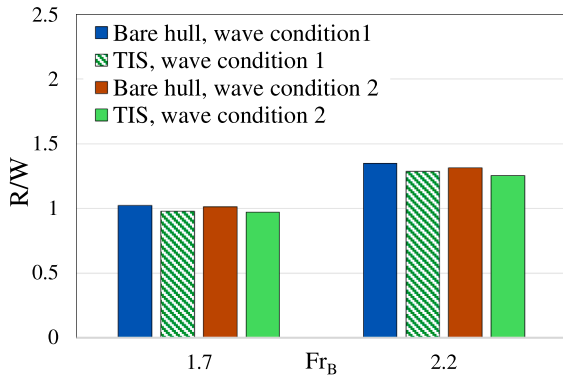 2.5
2
1.5
1
0.5
0
R/W
Bare hull, wave condition1
TIS, wave condition 1
Bare hull, wave condition 2
TIS, wave condition 2
1.7 Fr_B 2.2